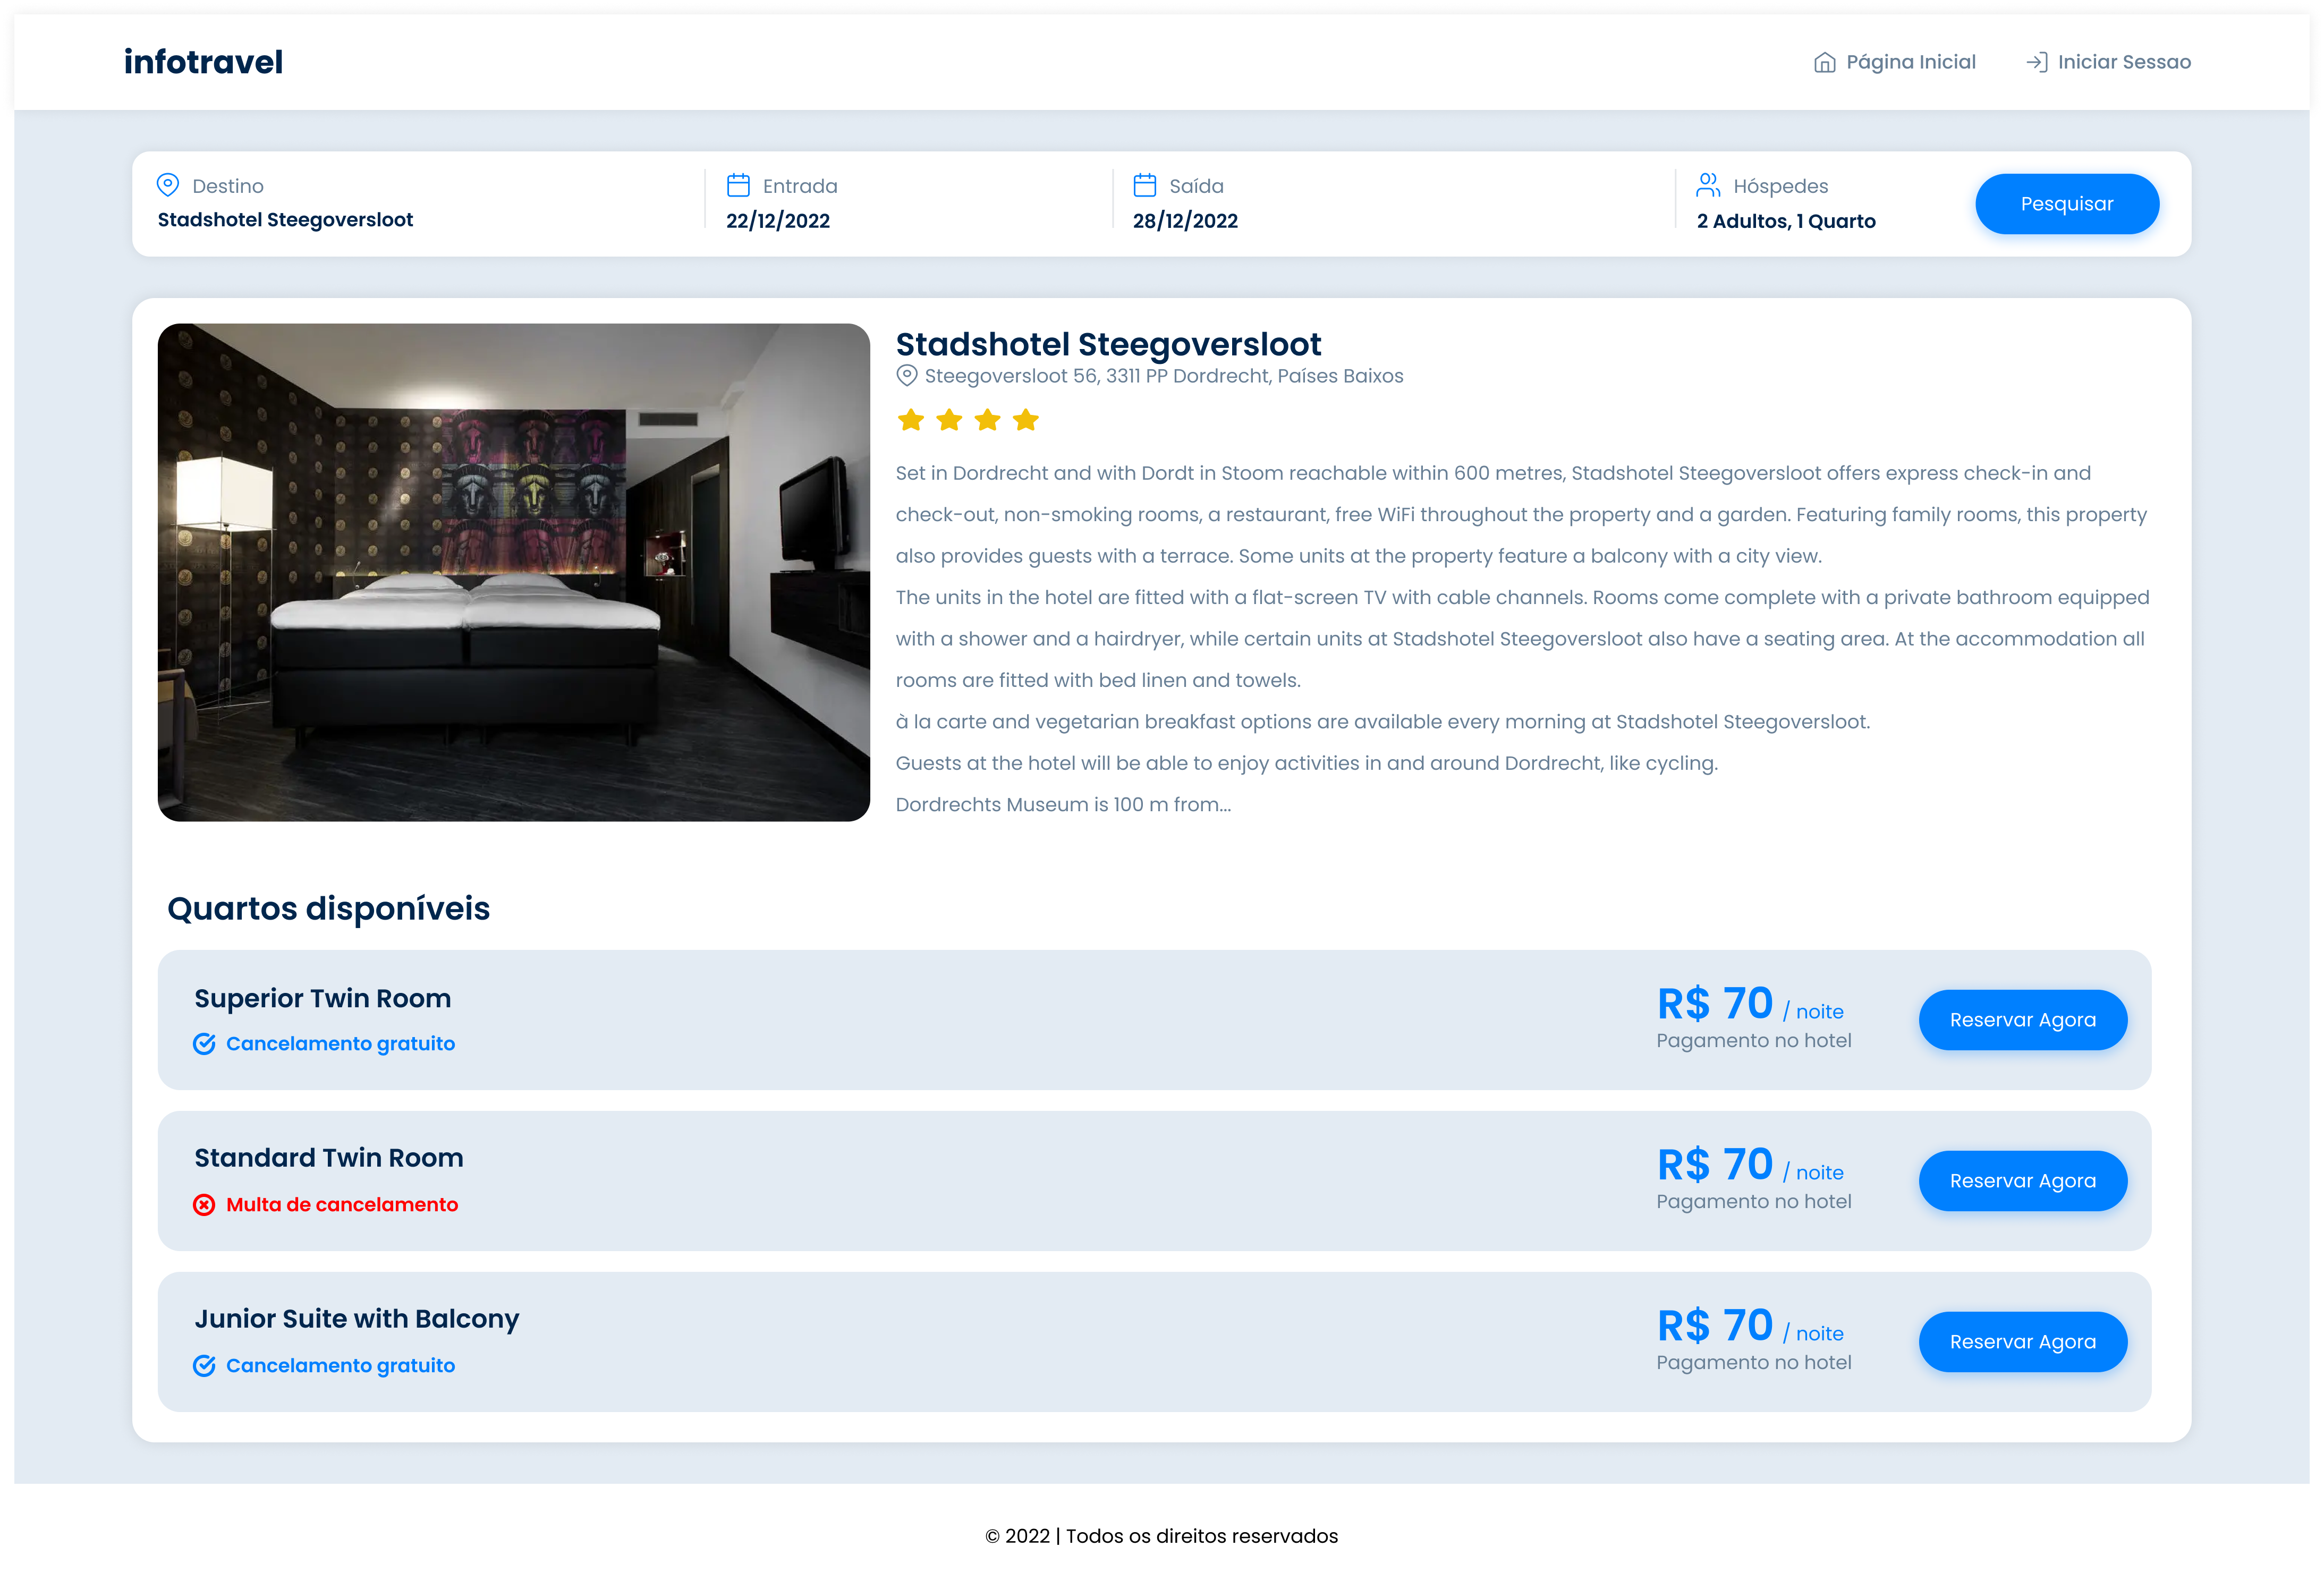 infotravel
Página Inicial
Iniciar Sessao
Destino
Stadshotel Steegoversloot
Entrada
22/12/2022
Saída
28/12/2022
Hóspedes
2 Adultos, 1 Quarto
Pesquisar
Stadshotel Steegoversloot
Steegoversloot 56, 3311 PP Dordrecht, Países Baixos
Set in Dordrecht and with Dordt in Stoom reachable within 600 metres, Stadshotel Steegoversloot offers express check-in and
check-out, non-smoking rooms, a restaurant, free WiFi throughout the property and a garden. Featuring family rooms, this property
also provides guests with a terrace. Some units at the property feature a balcony with a city view.
The units in the hotel are fitted with a flat-screen TV with cable channels. Rooms come complete with a private bathroom equipped
with a shower and a hairdryer, while certain units at Stadshotel Steegoversloot also have a seating area. At the accommodation all
rooms are fitted with bed linen and towels.
à la carte and vegetarian breakfast options are available every morning at Stadshotel Steegoversloot.
Guests at the hotel will be able to enjoy activities in and around Dordrecht, like cycling.
Dordrechts Museum is 100 m from...
Quartos disponíveis
Superior Twin Room
Cancelamento gratuito
R$ 70 / noite
Pagamento no hotel
Reservar Agora
Standard Twin Room
Multa de cancelamento
R$ 70 / noite
Pagamento no hotel
Reservar Agora
Junior Suite with Balcony
Cancelamento gratuito
R$ 70 / noite
Pagamento no hotel
Reservar Agora
© 2022 | Todos os direitos reservados